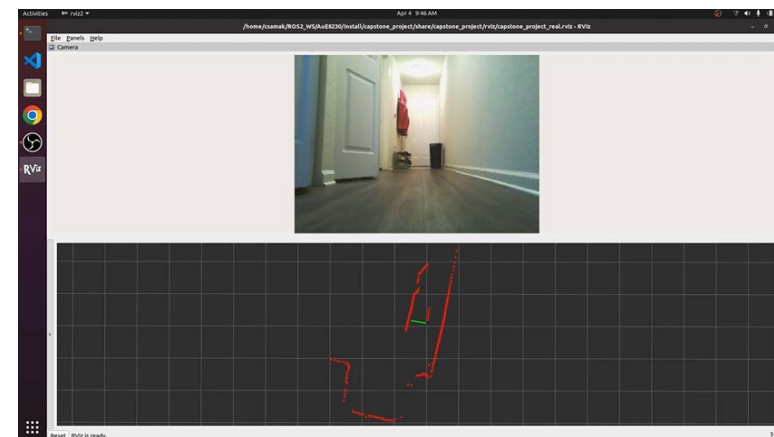 Activities rviz2 Apr 4 9:46 AM
/home/csamak/ROS2_WS/AuE8230/install/capstone_project/share/capstone_project/rviz/capstone_project_real.rviz - RViz
File Panels Help
Camera
RViz
Reset RViz is ready.